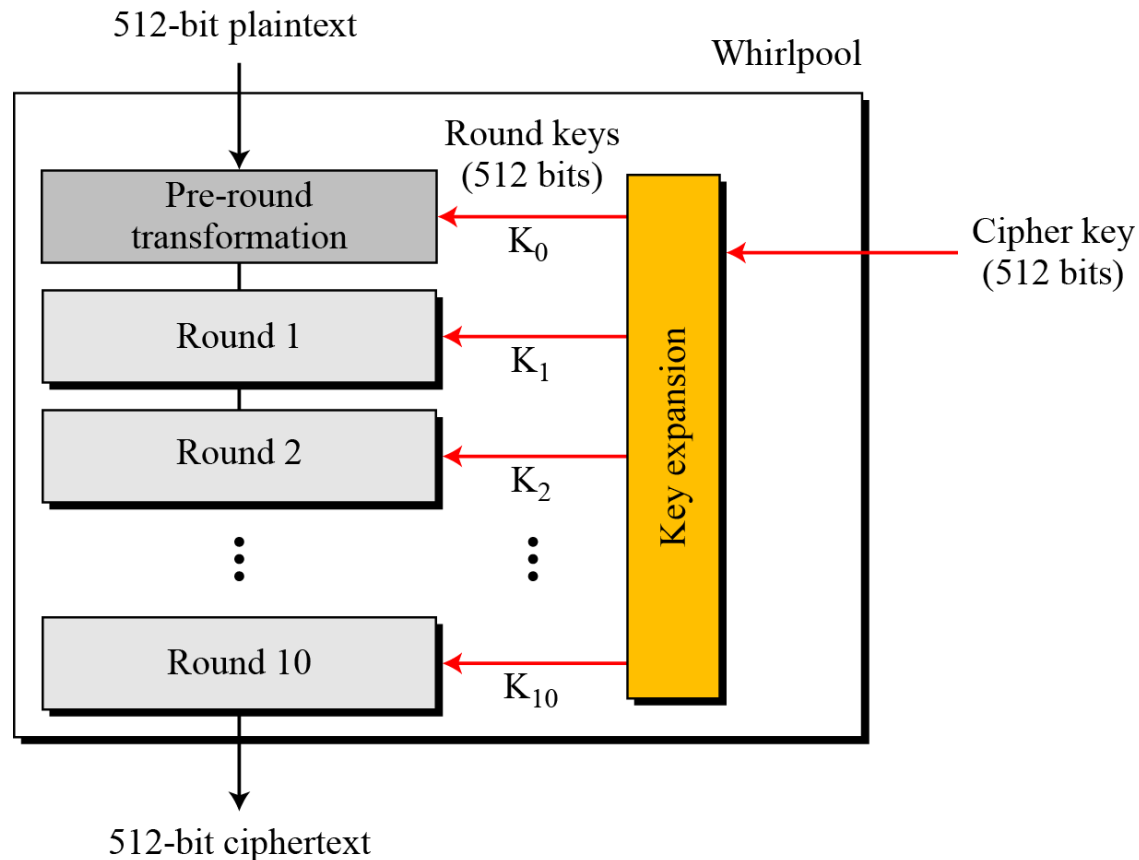 512-bit plaintext
Whirlpool
Round keys
(512 bits)
Pre-round
transformation
K₀
Cipher key
(512 bits)
Round 1
K₁
Key expansion
Round 2
K₂
Round 10
K₁₀
512-bit ciphertext